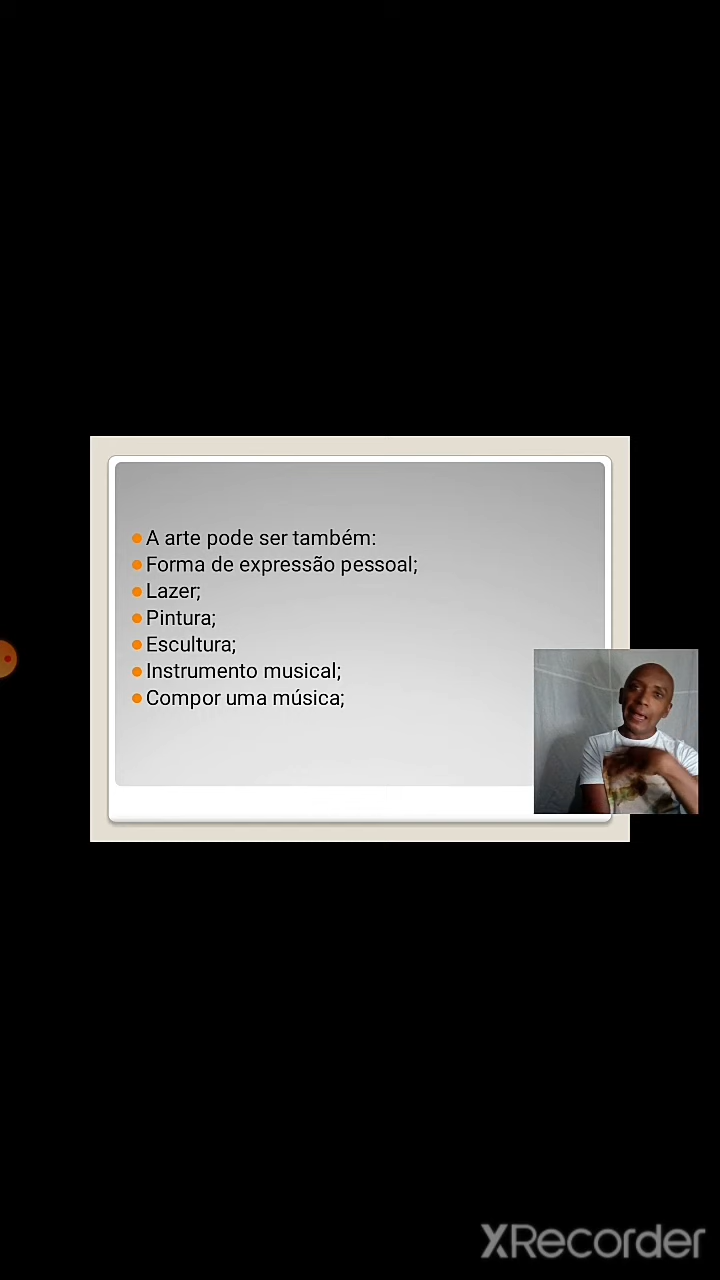 A arte pode ser também:
Forma de expressão pessoal;
Lazer;
Pintura;
Escultura;
Instrumento musical;
Compor uma música;
XRecorder